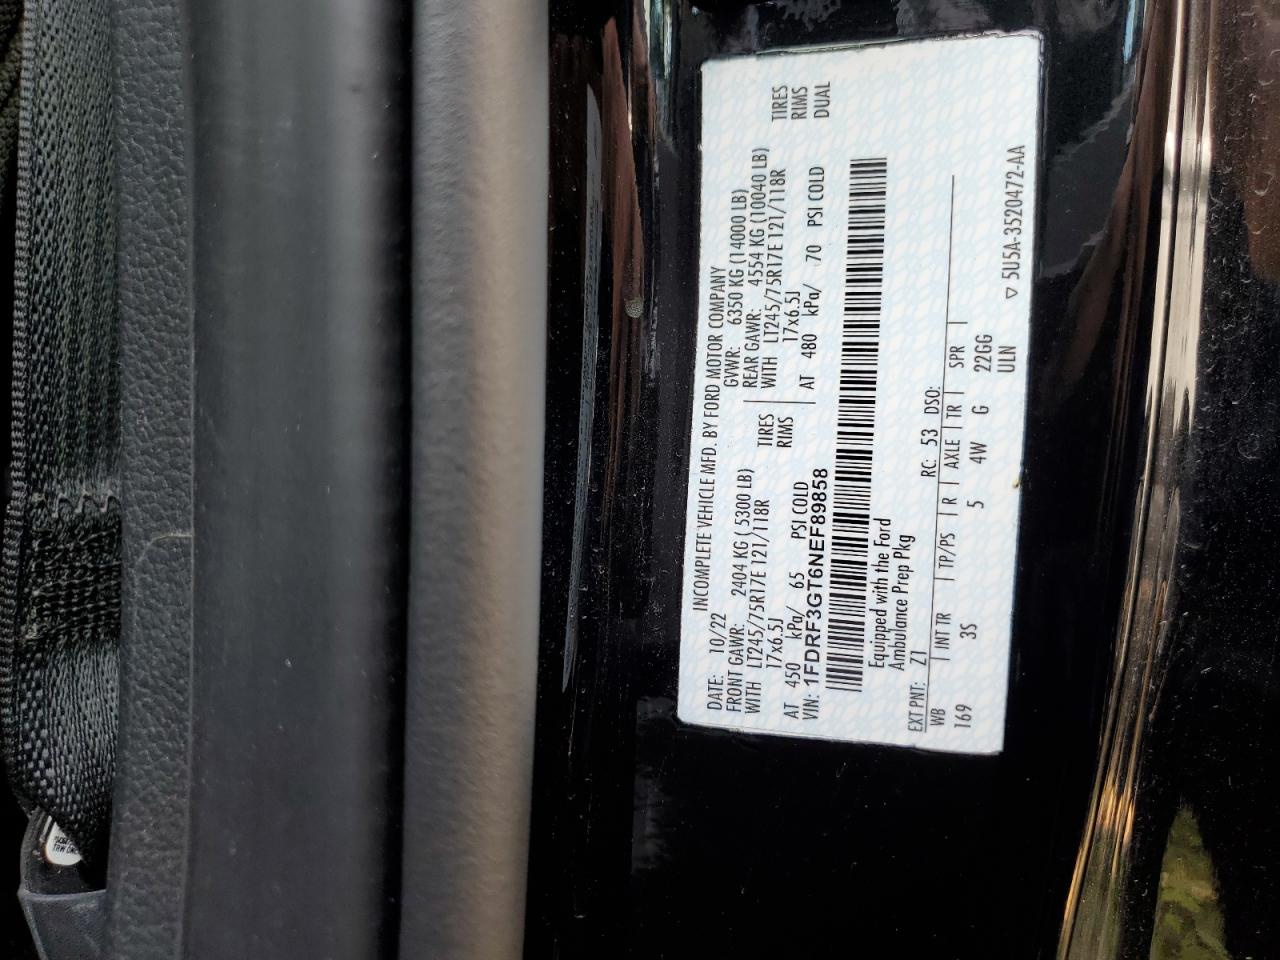 DATE: 10/22 INCOMPLETE VEHICLE MFD. BY FORD MOTOR COMPANY
FRONT GAWR: 2404 KG (5300 LB) GVWR: 6350 KG (14000 LB)
WITH LT245/75R17E 121/118R TIRES REAR GAWR: 4554 KG (10040 LB)
17x6.5J RIMS WITH LT245/75R17E 121/118R TIRES
AT 450 kPa/ 65 PSI COLD 17x6.5J RIMS
AT 480 kPa/ 70 PSI COLD DUAL
VIN: 1FDRF3GT6NEF89858
Equipped with the Ford
Ambulance Prep Pkg
EXT PNT: Z1 RC: 53 DSO:
WB INT TR TP/PS R AXLE TR SPR
169 3S 5 4W G 22GG
ULN
▽ 5U5A-3520472-AA